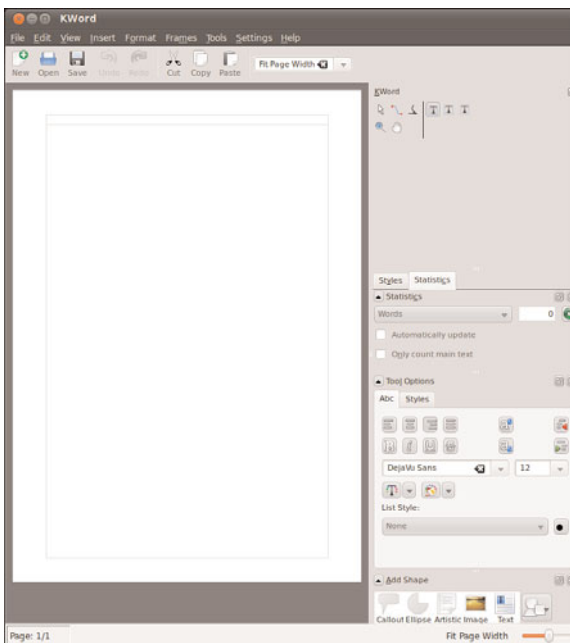 KWord
File Edit View Insert Format Frames Tools Settings Help
New Open Save Undo Redo Cut Copy Paste
Fit Page Width
KWord
T T T
Styles Statistics
Statistics
Words 0
Automatically update
Only count main text
Tool Options
Abc Styles
DejaVu Sans 12
List Style:
None
Add Shape
Callout Ellipse Artistic Image Text
Page: 1/1 Fit Page Width